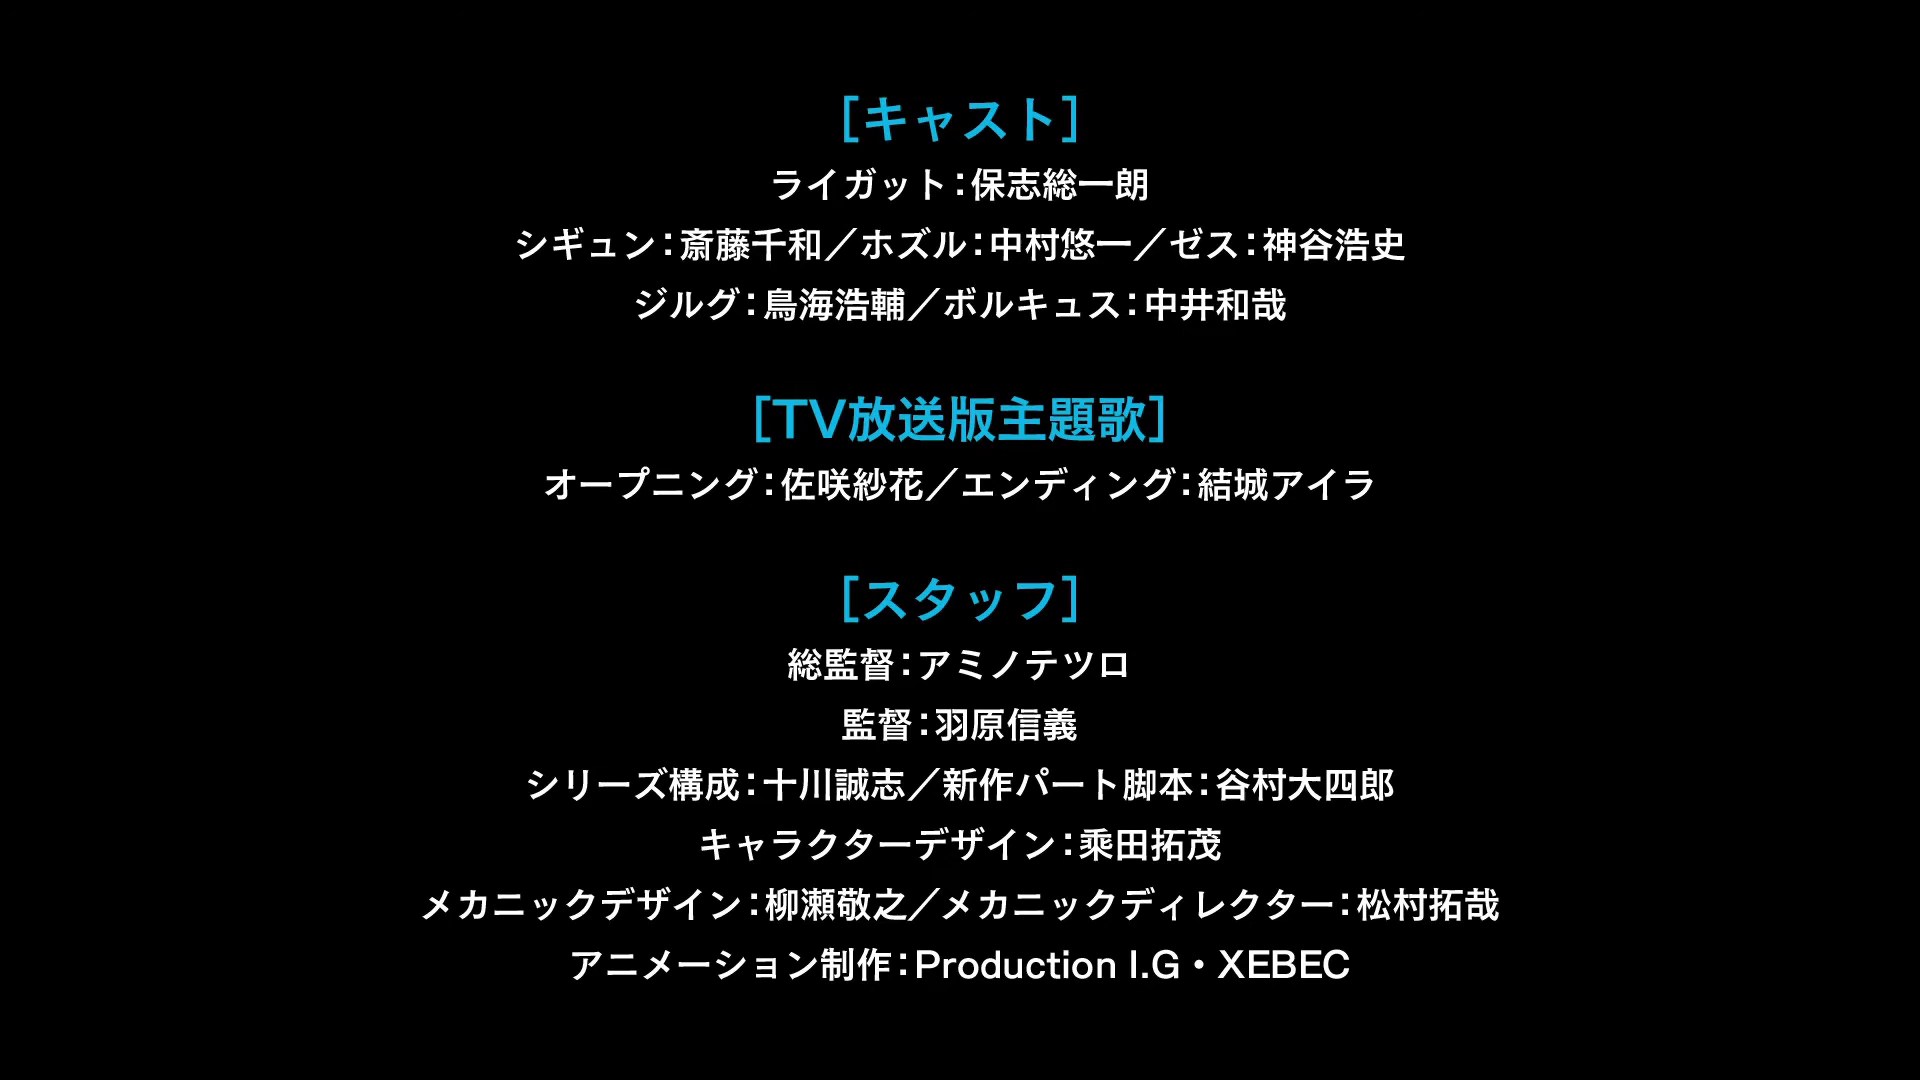 ［キャスト］
ライガット：保志総一朗
シギュン：斎藤千和／ホズル：中村悠一／ゼス：神谷浩史
ジルグ：鳥海浩輔／ボルキュス：中井和哉
［TV放送版主題歌］
オープニング：佐咲紗花／エンディング：結城アイラ
［スタッフ］
総監督：アミノテツロ
監督：羽原信義
シリーズ構成：十川誠志／新作パート脚本：谷村大四郎
キャラクターデザイン：乘田拓茂
メカニックデザイン：柳瀬敬之／メカニックディレクター：松村拓哉
アニメーション制作：Production I.G・XEBEC